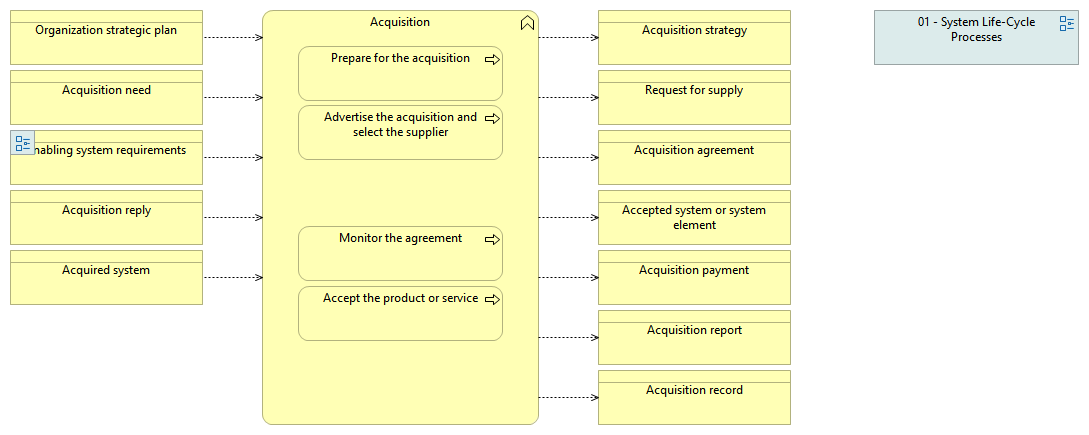 Organization strategic plan
Acquisition need
nabling system requirements
Acquisition reply
Acquired system
Acquisition
Prepare for the acquisition
Advertise the acquisition and
select the supplier
Monitor the agreement
Accept the product or service
Acquisition strategy
Request for supply
Acquisition agreement
Accepted system or system
element
Acquisition payment
Acquisition report
Acquisition record
01 - System Life-Cycle
Processes